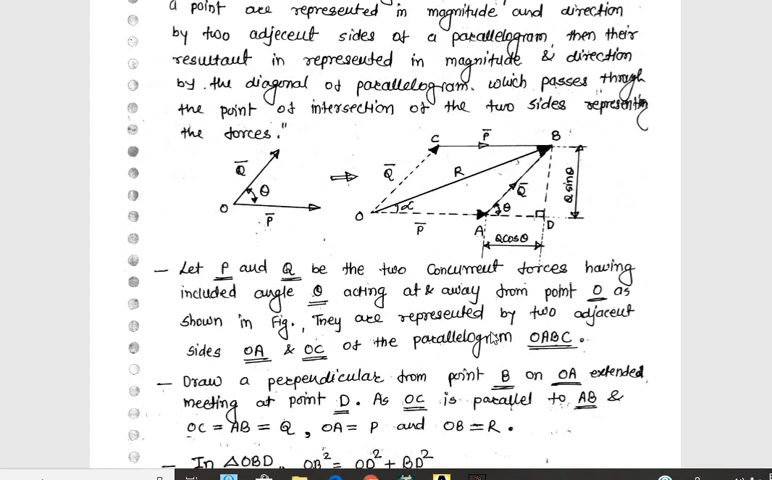 a point are represented in magnitude and direction
by two adjecent sides of a parallelogram, then their
resultant in represented in magnitude & direction
by the diagonal of parallelogram which passes through
the point of intersection of the two sides representing
the forces."
C P B
Q R Q Q sinθ
θ ⇒
O P O α P A θ D
Qcosθ
- Let P and Q be the two concurrent forces having
included angle θ acting at & away from point O as
shown in Fig., They are represented by two adjacent
sides OA & OC of the parallelogram OABC.
- Draw a perpendicular from point B on OA extended
meeting at point D. As OC is parallel to AB &
OC = AB = Q, OA = P and OB = R.
- In △OBD, OB² = OD² + BD²